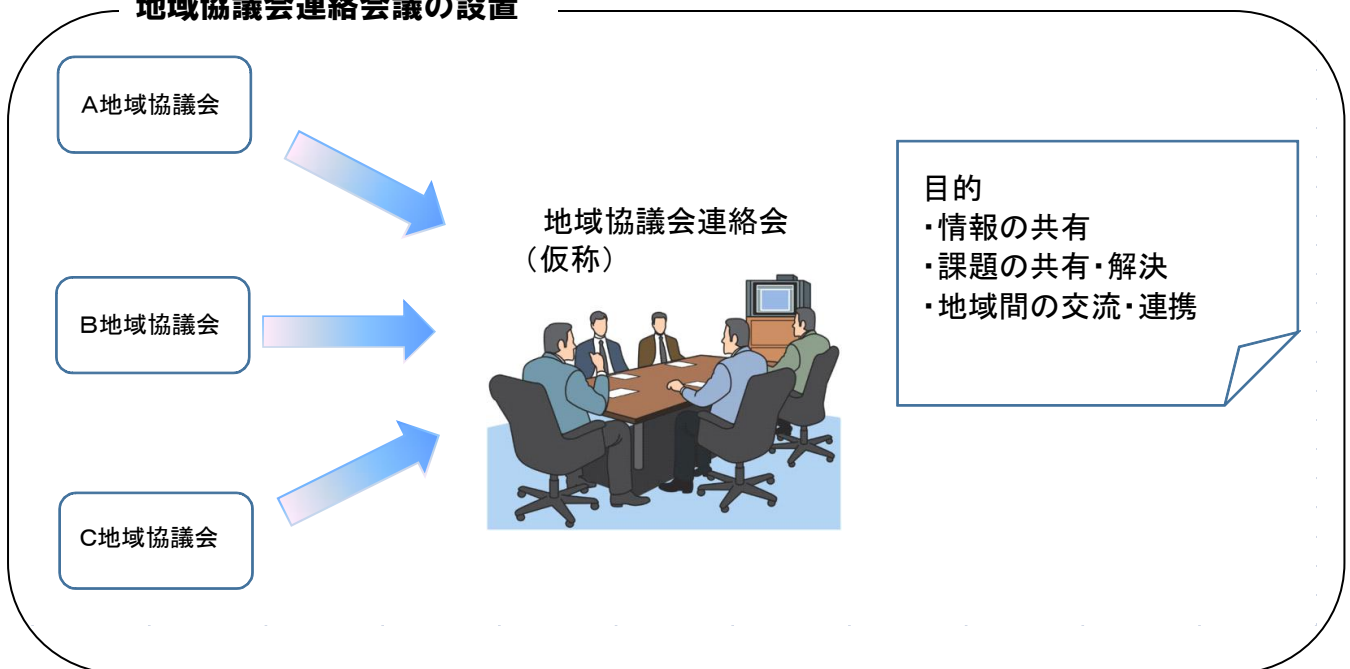 地域協議会連絡会議の設置
A地域協議会
B地域協議会
C地域協議会
地域協議会連絡会
（仮称）
目的
・情報の共有
・課題の共有・解決
・地域間の交流・連携